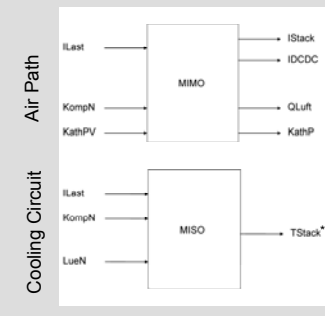 Air Path
ILast
KompN
KathPV
MIMO
IStack
IDCDC
QLuft
KathP
Cooling Circuit
ILast
KompN
LueN
MISO
TStack*